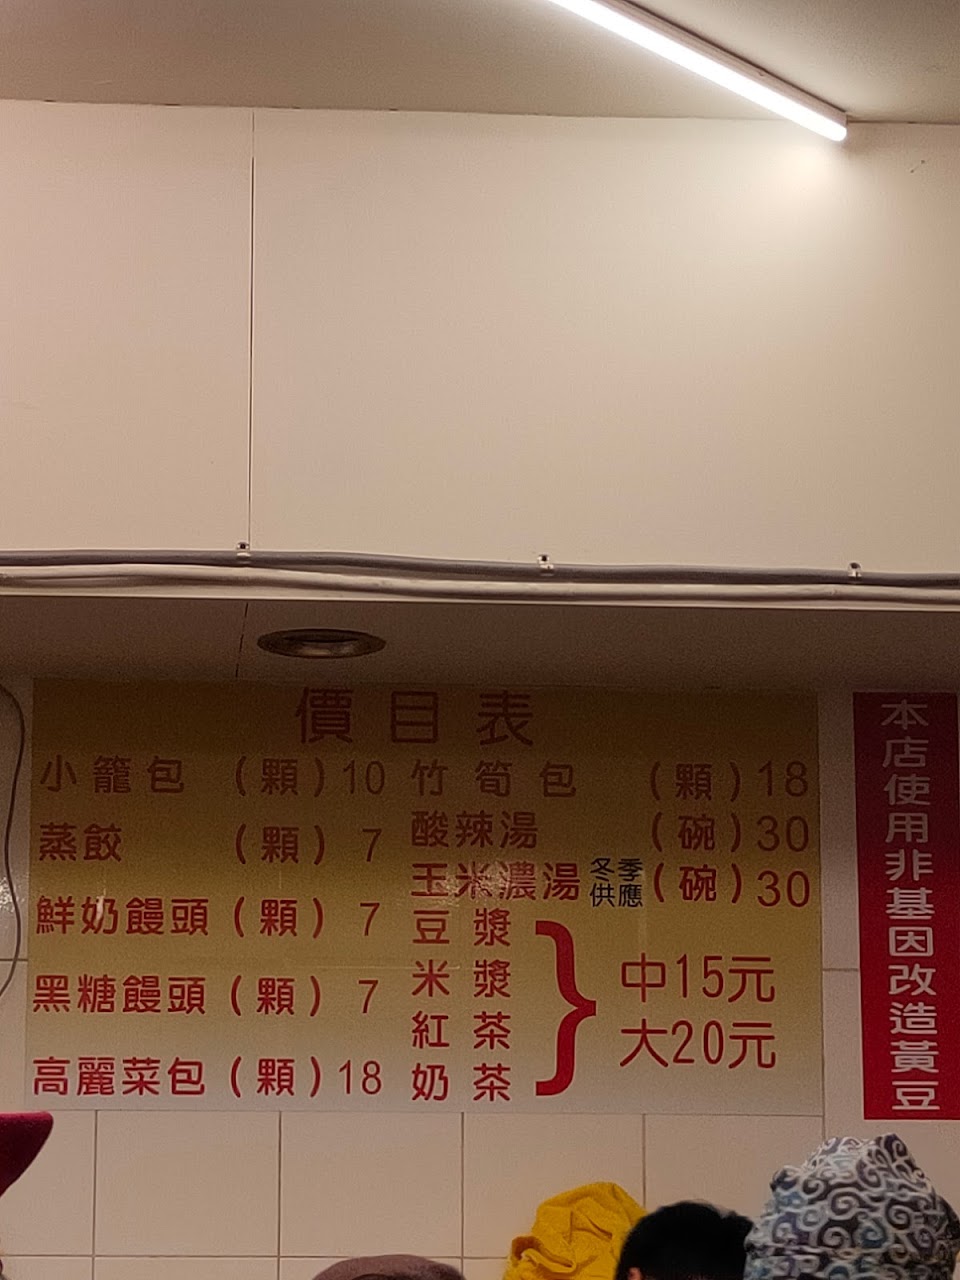 價目表
小籠包 (顆)10
蒸餃 (顆) 7
鮮奶饅頭(顆) 7
黑糖饅頭(顆) 7
高麗菜包(顆)18
竹筍包 (顆)18
酸辣湯 (碗)30
玉米濃湯 冬季供應 (碗)30
豆漿
米漿
紅茶
奶茶
} 中15元
大20元
本店使用非基因改造黃豆